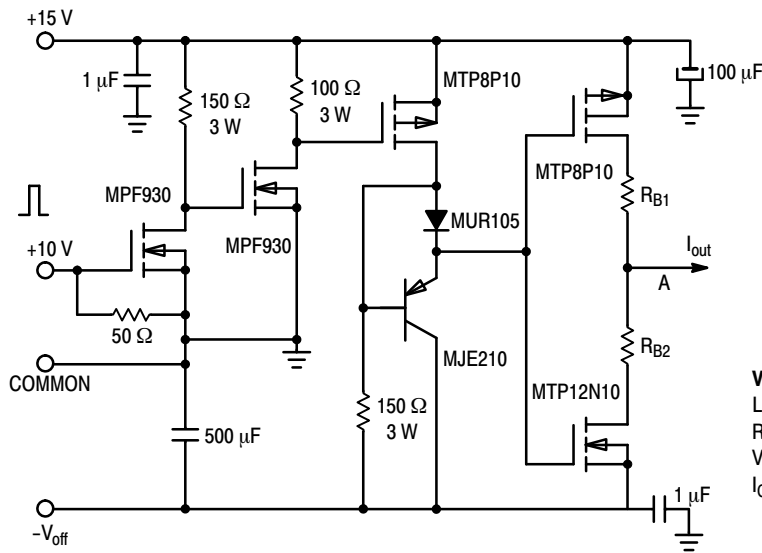 +15 V
1 μF
150 Ω
3 W
100 Ω
3 W
MTP8P10
100 μF
MPF930
MTP8P10
RB1
MUR105
+10 V
MPF930
Iout
A
50 Ω
MJE210
RB2
COMMON
MTP12N10
500 μF
150 Ω
3 W
1 μF
–Voff
V
L
R
V
IC